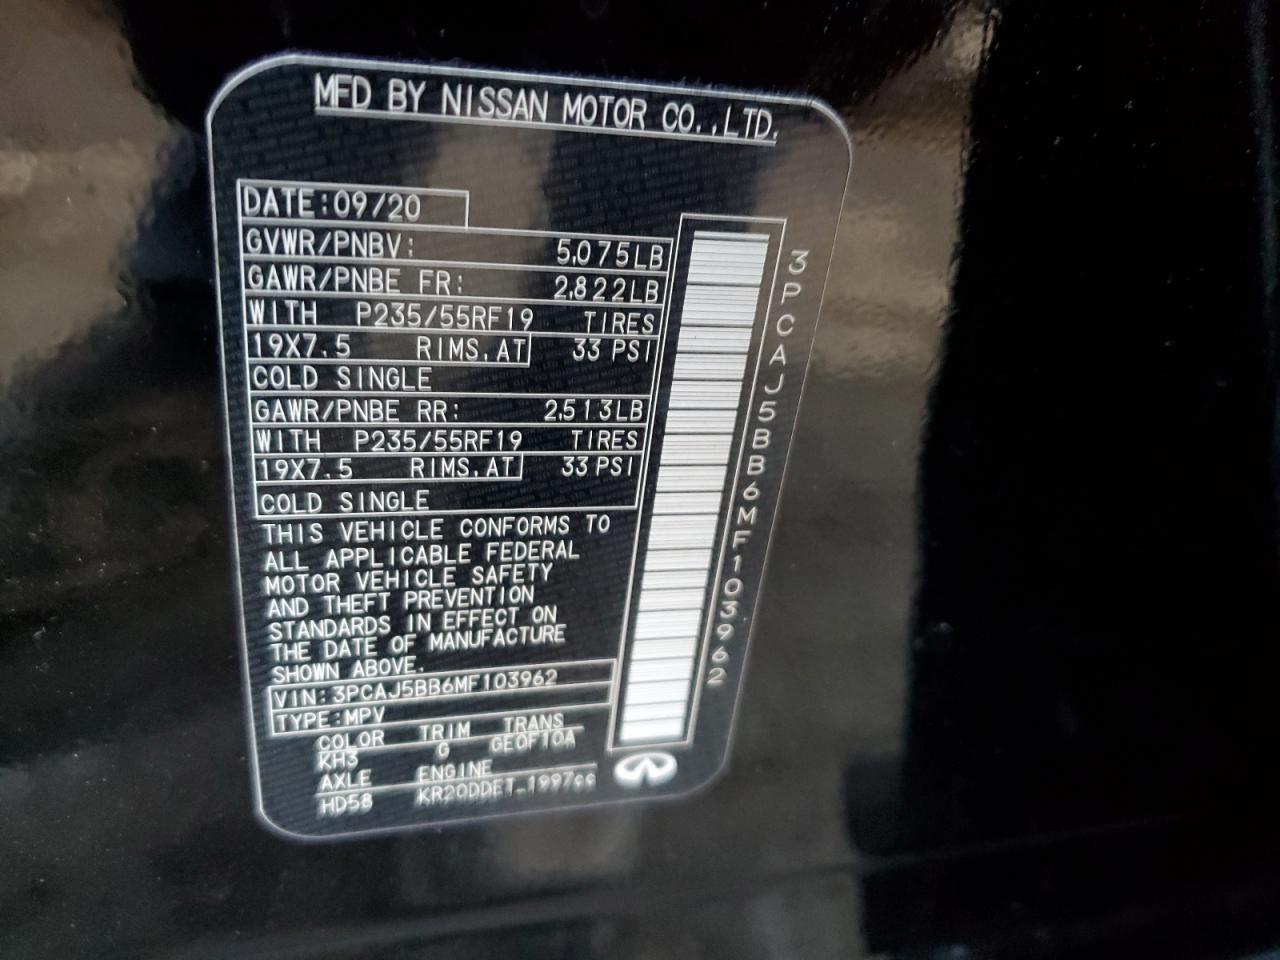 MFD BY NISSAN MOTOR CO.,LTD.
DATE:09/20
GVWR/PNBV: 5,075LB
GAWR/PNBE FR: 2,822LB
WITH P235/55RF19 TIRES
19X7.5 RIMS,AT 33 PSI
COLD SINGLE
GAWR/PNBE RR: 2,513LB
WITH P235/55RF19 TIRES
19X7.5 RIMS,AT 33 PSI
COLD SINGLE
THIS VEHICLE CONFORMS TO
ALL APPLICABLE FEDERAL
MOTOR VEHICLE SAFETY
AND THEFT PREVENTION
STANDARDS IN EFFECT ON
THE DATE OF MANUFACTURE
SHOWN ABOVE.
VIN:3PCAJ5BB6MF103962
TYPE:MPV
COLOR TRIM TRANS
KH3 G GE0F10A
AXLE ENGINE
HD58 KR20DDET-1997cc
3PCAJ5BB6MF103962